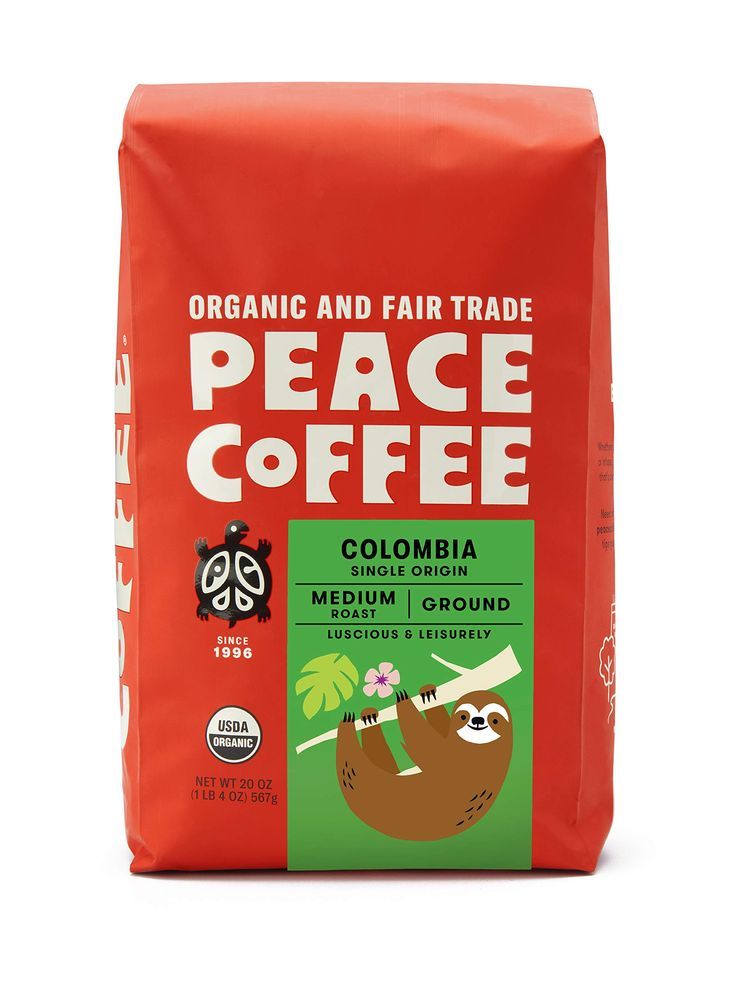 ORGANIC AND FAIR TRADE
PEACE
COFFEE
COLOMBIA
SINGLE ORIGIN
MEDIUM
ROAST
GROUND
LUSCIOUS & LEISURELY
SINCE
1996
USDA
ORGANIC
NET WT 20 OZ
(1 LB 4 OZ) 567g
COFFEE®